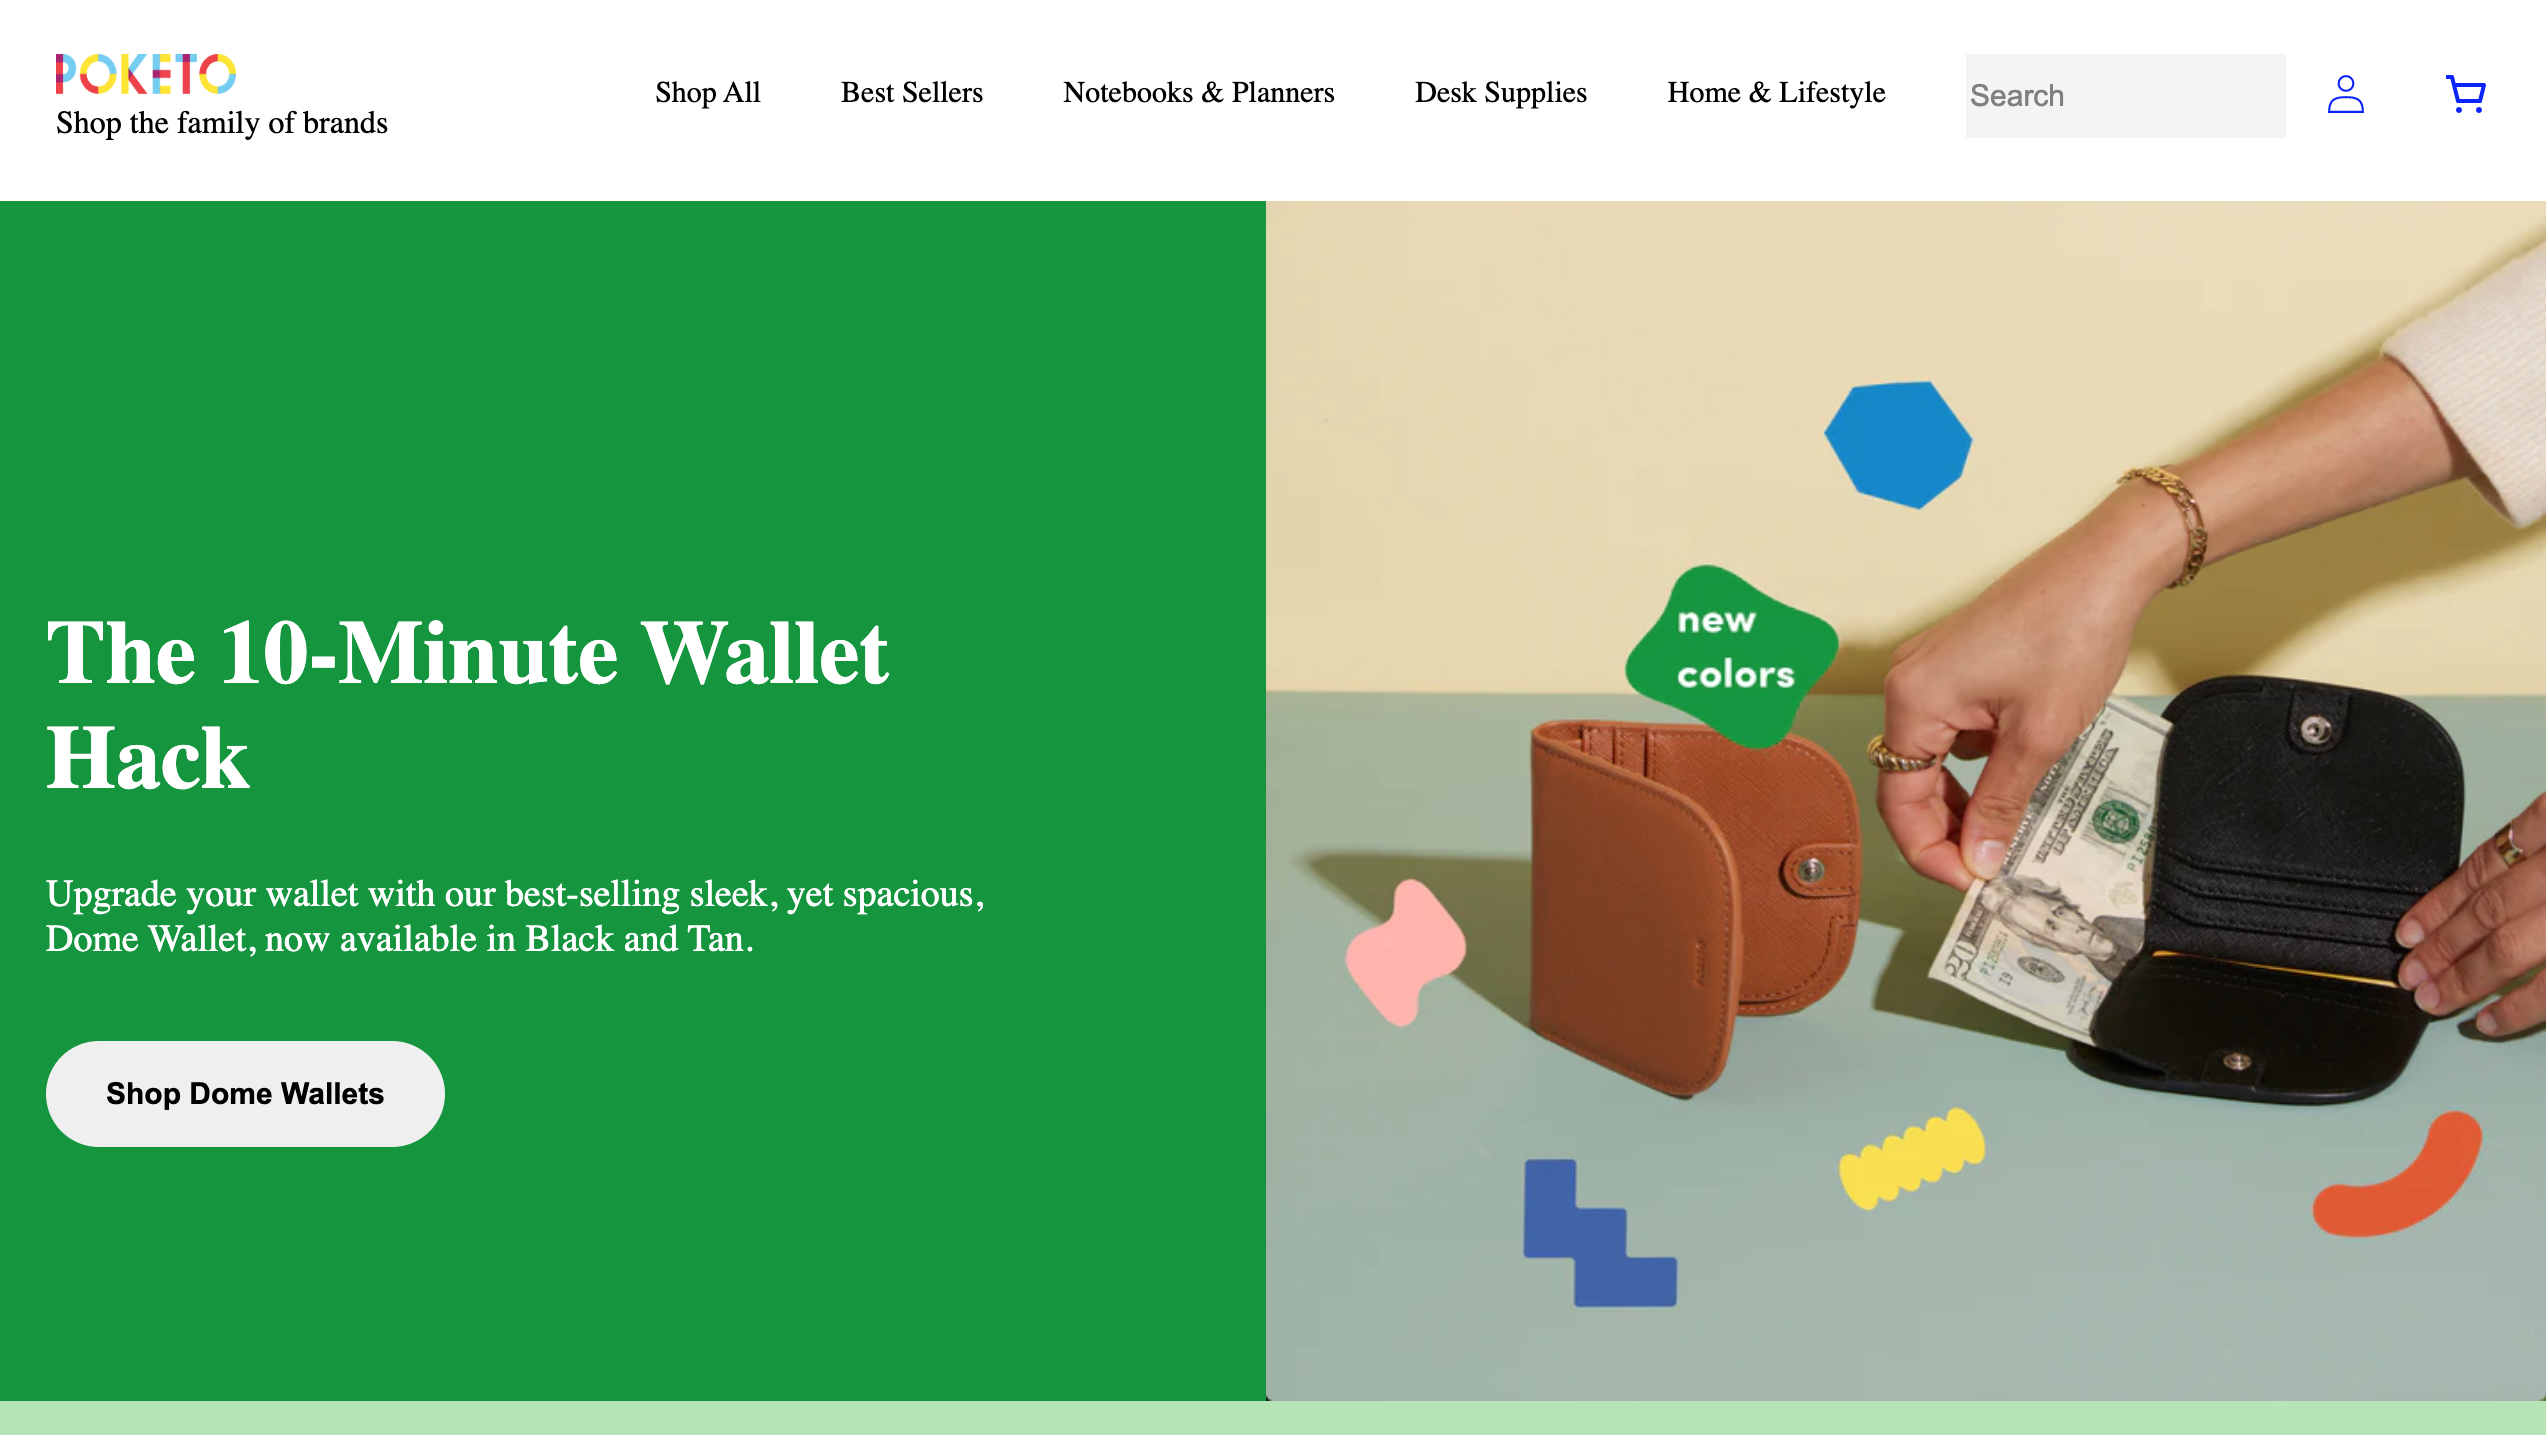 POKETO
Shop the family of brands
Shop All
Best Sellers
Notebooks & Planners
Desk Supplies
Home & Lifestyle
Search
The 10-Minute Wallet
Hack
Upgrade your wallet with our best-selling sleek, yet spacious,
Dome Wallet, now available in Black and Tan.
Shop Dome Wallets
new
colors
20